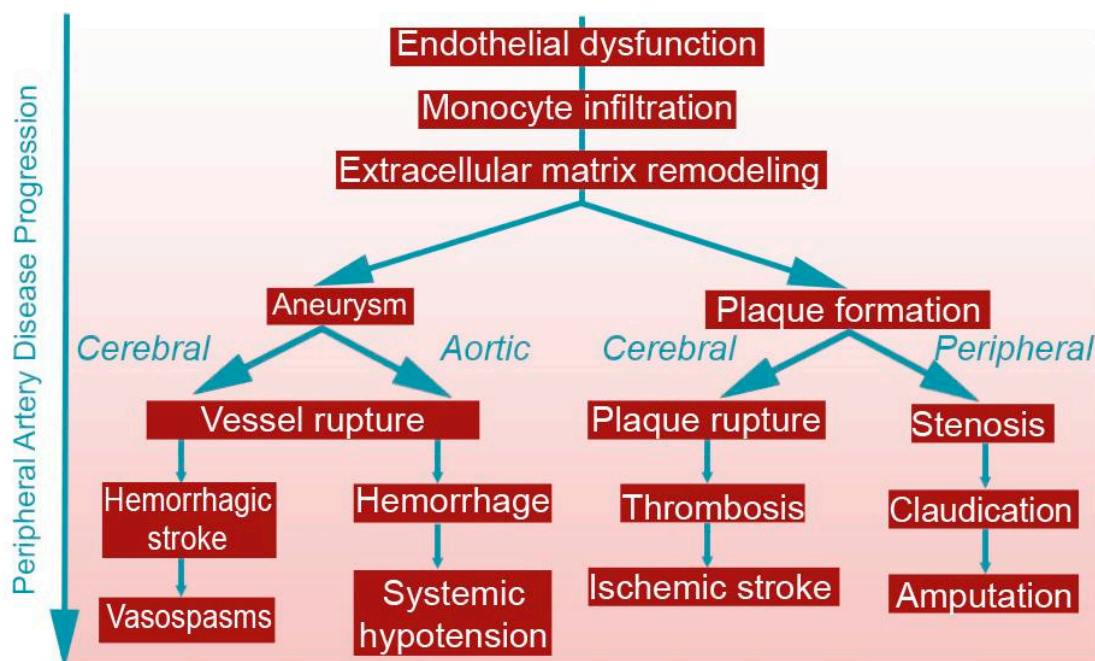 Peripheral Artery Disease Progression
Endothelial dysfunction
Monocyte infiltration
Extracellular matrix remodeling
Aneurysm
Plaque formation
Cerebral
Aortic
Cerebral
Peripheral
Vessel rupture
Plaque rupture
Stenosis
Hemorrhagic
stroke
Hemorrhage
Thrombosis
Claudication
Vasospasms
Systemic
hypotension
Ischemic stroke
Amputation